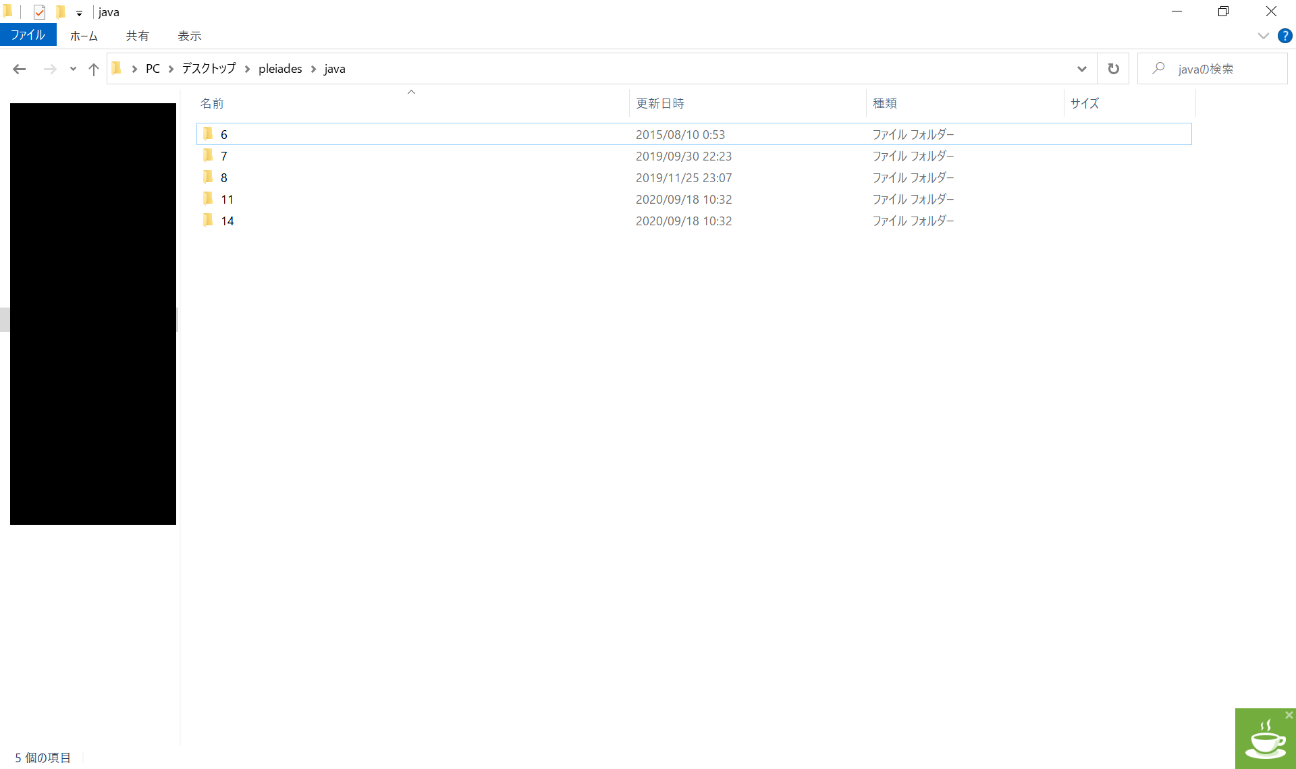 java
ファイル ホーム 共有 表示
PC デスクトップ pleiades java javaの検索
名前 更新日時 種類 サイズ
6 2015/08/10 0:53 ファイル フォルダー
7 2019/09/30 22:23 ファイル フォルダー
8 2019/11/25 23:07 ファイル フォルダー
11 2020/09/18 10:32 ファイル フォルダー
14 2020/09/18 10:32 ファイル フォルダー
5 個の項目